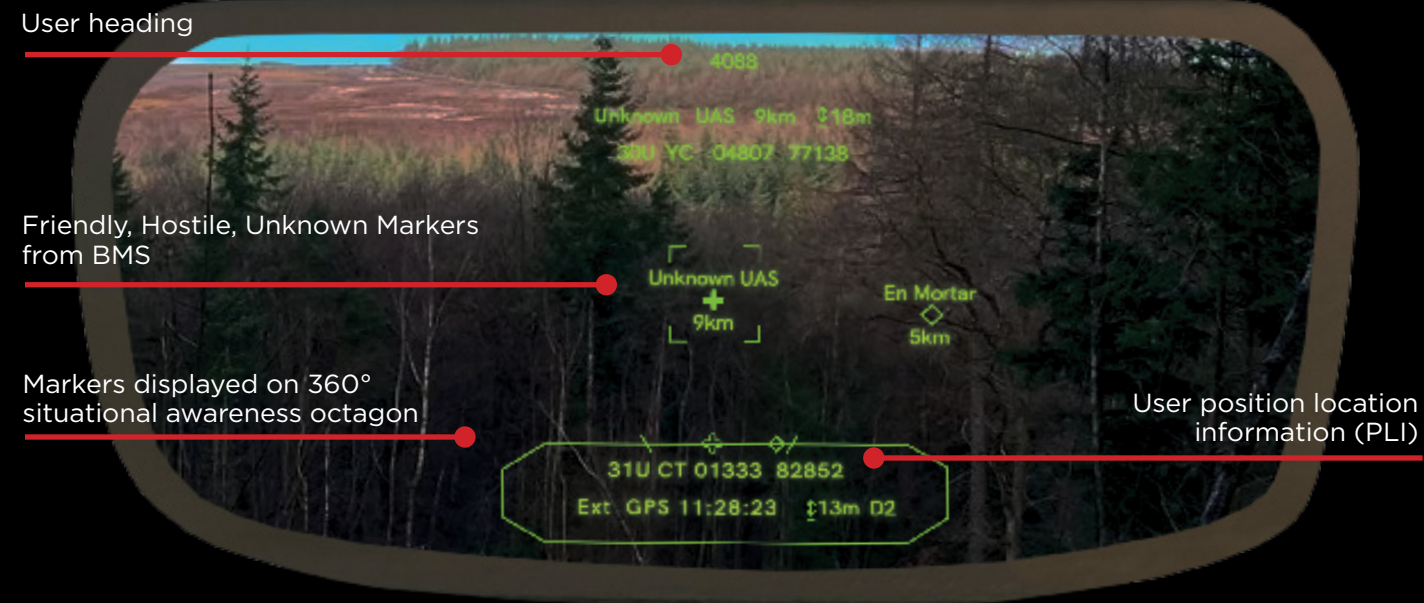 User heading
4088
Unknown UAS 9km ↕18m
30U YC 04807 77138
Friendly, Hostile, Unknown Markers
from BMS
Unknown UAS
9km
En Mortar
5km
Markers displayed on 360°
situational awareness octagon
User position location
information (PLI)
31U CT 01333 82852
Ext GPS 11:28:23 ↕13m D2